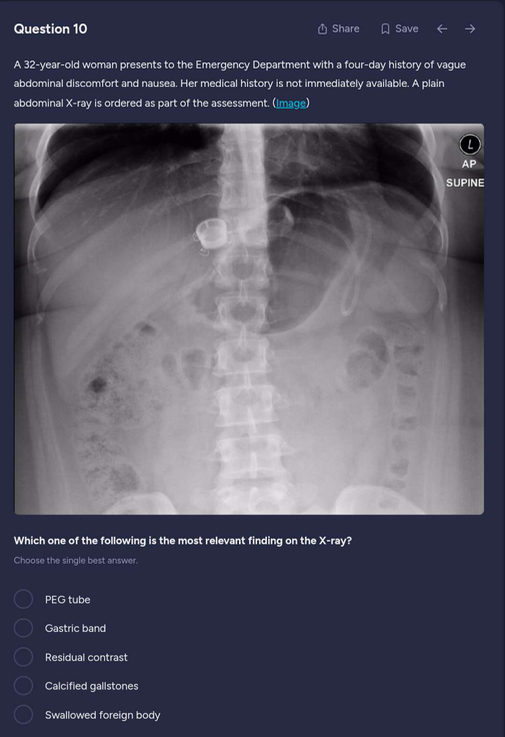 Question 10
Share
Save
A 32-year-old woman presents to the Emergency Department with a four-day history of vague
abdominal discomfort and nausea. Her medical history is not immediately available. A plain
abdominal X-ray is ordered as part of the assessment. (Image)
L
AP
SUPINE
Which one of the following is the most relevant finding on the X-ray?
Choose the single best answer.
PEG tube
Gastric band
Residual contrast
Calcified gallstones
Swallowed foreign body